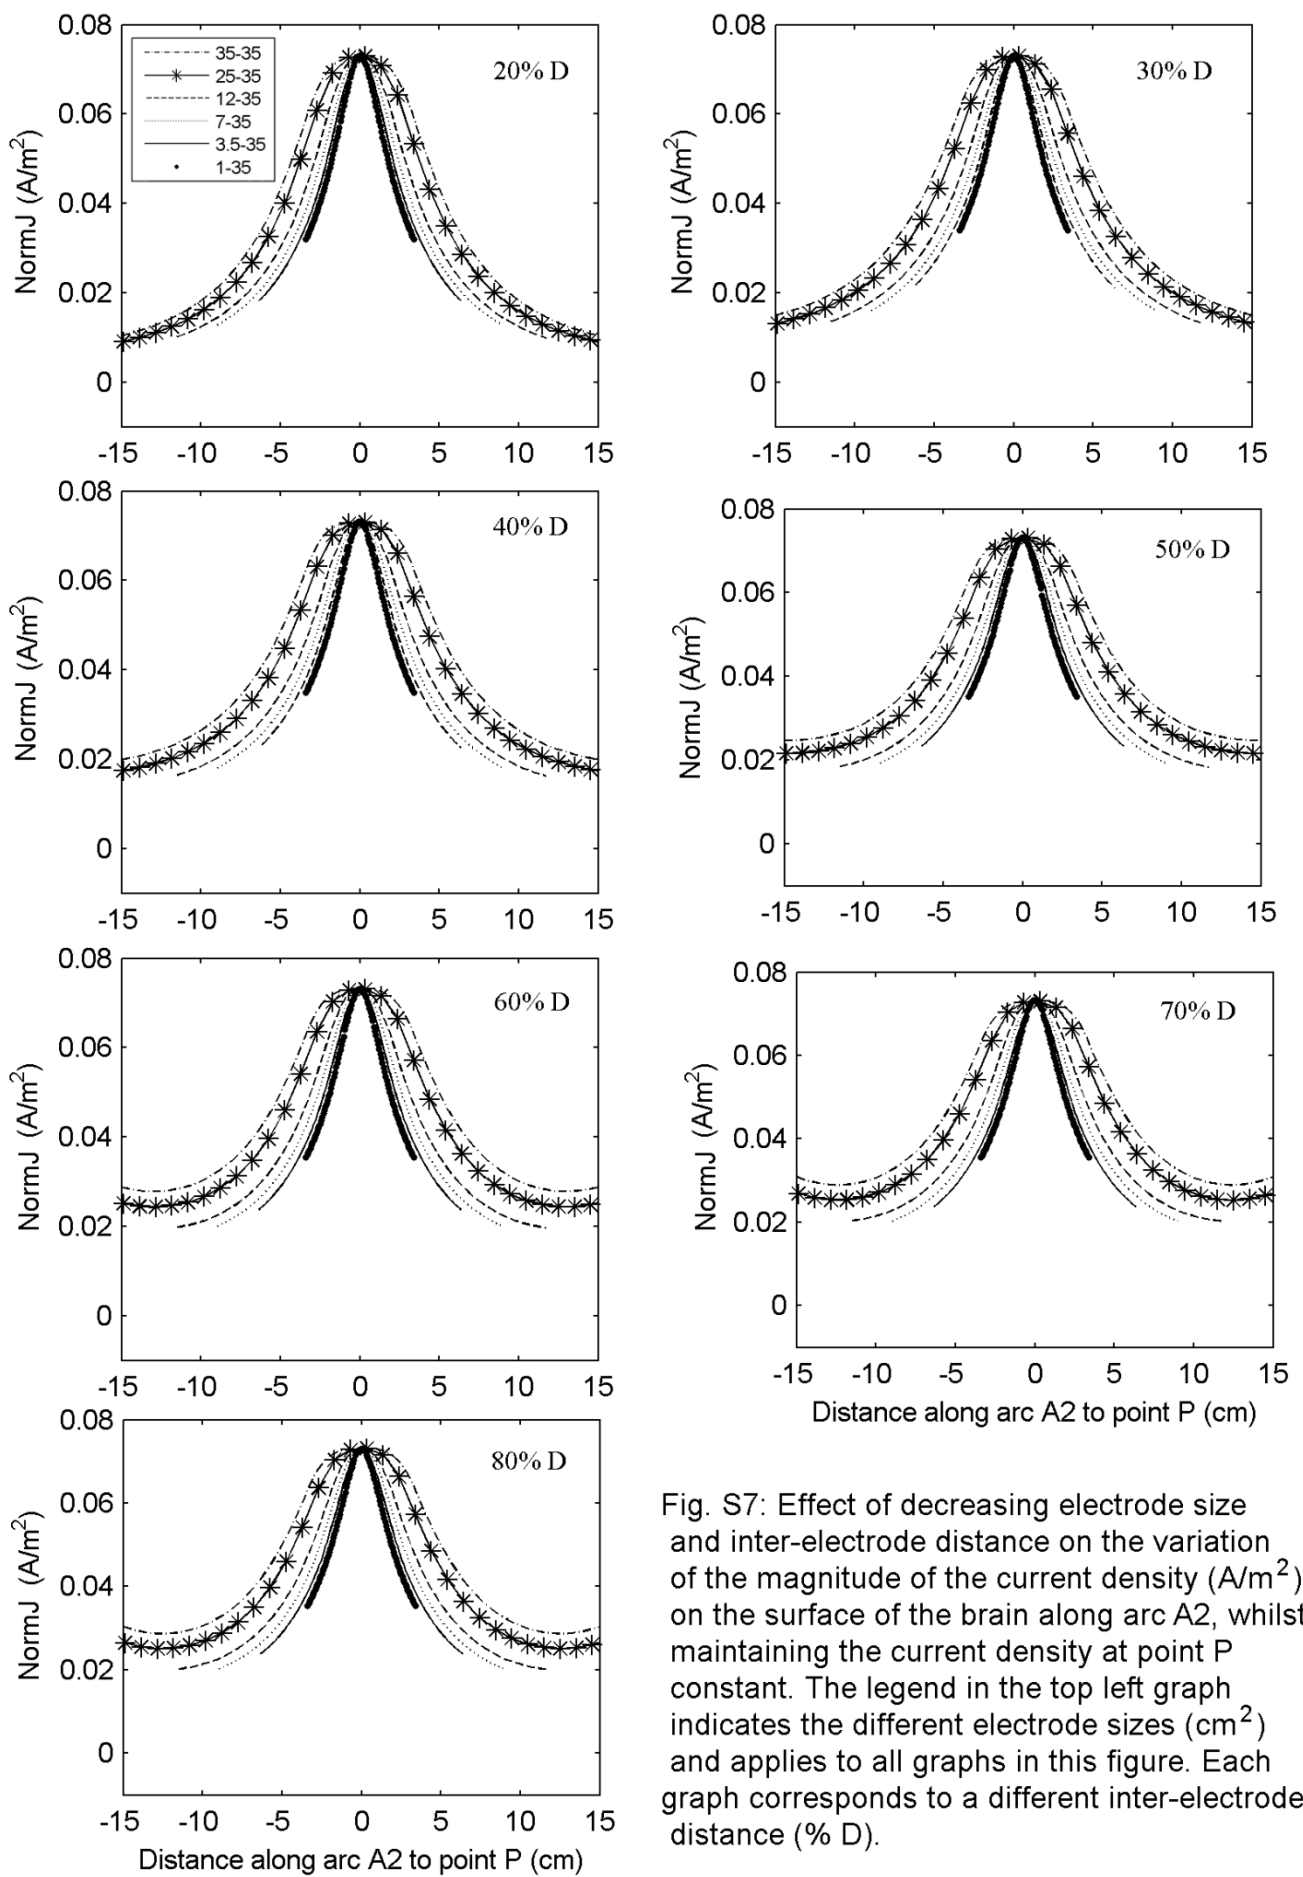 0.08
0.06
0.04
0.02
0
NormJ (A/m²)
35-35
25-35
12-35
7-35
3.5-35
1-35
20% D
-15 -10 -5 0 5 10 15
0.08
0.06
0.04
0.02
0
NormJ (A/m²)
30% D
-15 -10 -5 0 5 10 15
0.08
0.06
0.04
0.02
0
NormJ (A/m²)
40% D
-15 -10 -5 0 5 10 15
0.08
0.06
0.04
0.02
0
NormJ (A/m²)
50% D
-15 -10 -5 0 5 10 15
0.08
0.06
0.04
0.02
0
NormJ (A/m²)
60% D
-15 -10 -5 0 5 10 15
0.08
0.06
0.04
0.02
0
NormJ (A/m²)
70% D
-15 -10 -5 0 5 10 15
Distance along arc A2 to point P (cm)
0.08
0.06
0.04
0.02
0
NormJ (A/m²)
80% D
-15 -10 -5 0 5 10 15
Distance along arc A2 to point P (cm)
Fig. S7: Effect of decreasing electrode size
and inter-electrode distance on the variation
of the magnitude of the current density (A/m²)
on the surface of the brain along arc A2, whilst
maintaining the current density at point P
constant. The legend in the top left graph
indicates the different electrode sizes (cm²)
and applies to all graphs in this figure. Each
graph corresponds to a different inter-electrode
distance (% D).